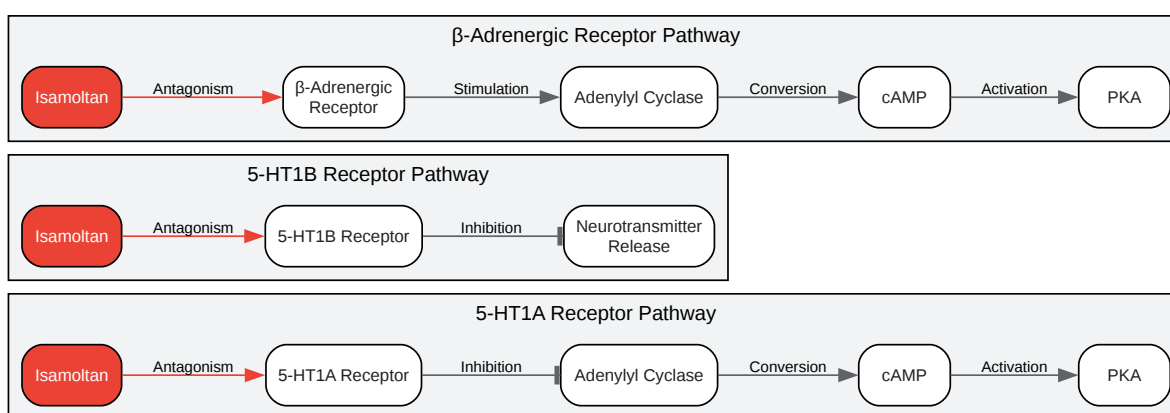 β-Adrenergic Receptor Pathway
Isamoltan
Antagonism
β-Adrenergic
Receptor
Stimulation
Adenylyl Cyclase
Conversion
cAMP
Activation
PKA
5-HT1B Receptor Pathway
Isamoltan
Antagonism
5-HT1B Receptor
Inhibition
Neurotransmitter
Release
5-HT1A Receptor Pathway
Isamoltan
Antagonism
5-HT1A Receptor
Inhibition
Adenylyl Cyclase
Conversion
cAMP
Activation
PKA